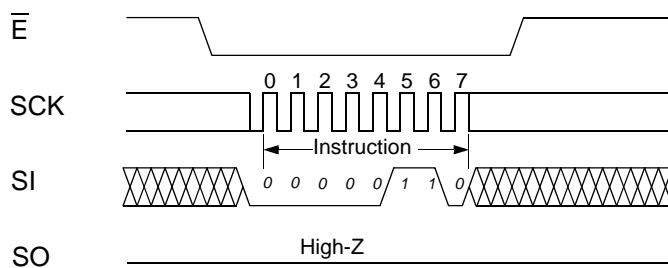 E̅
0 1 2 3 4 5 6 7
SCK
Instruction
SI 0 0 0 0 0 1 1 0
High-Z
SO